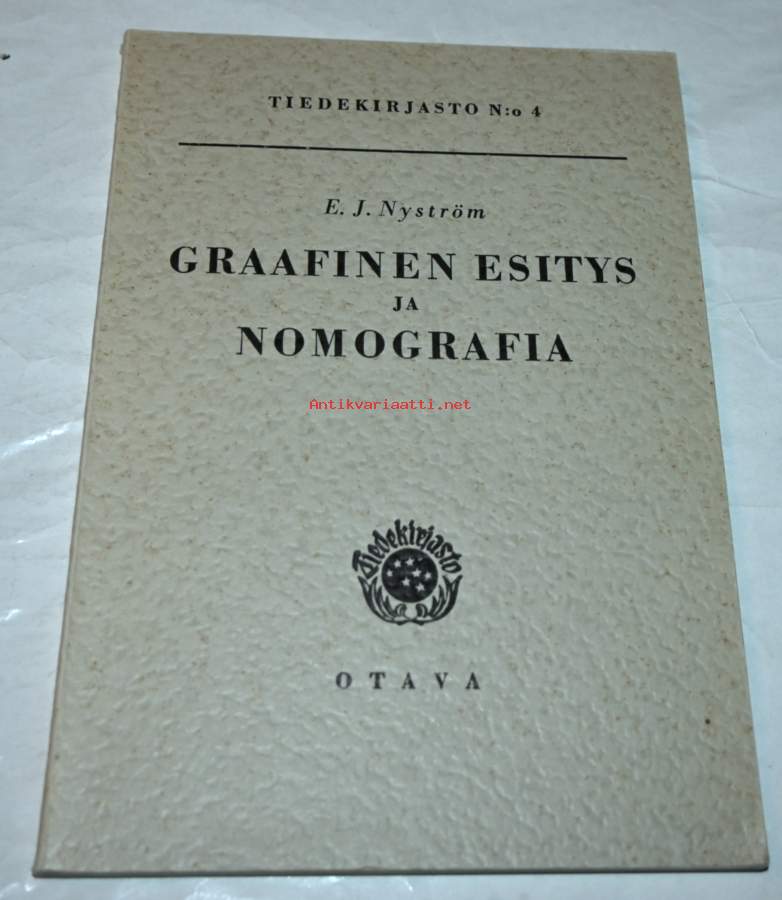 TIEDEKIRJASTO N:o 4
E. J. Nyström
GRAAFINEN ESITYS
JA
NOMOGRAFIA
Antikvariaatti.net
Tiedekirjasto
OTAVA